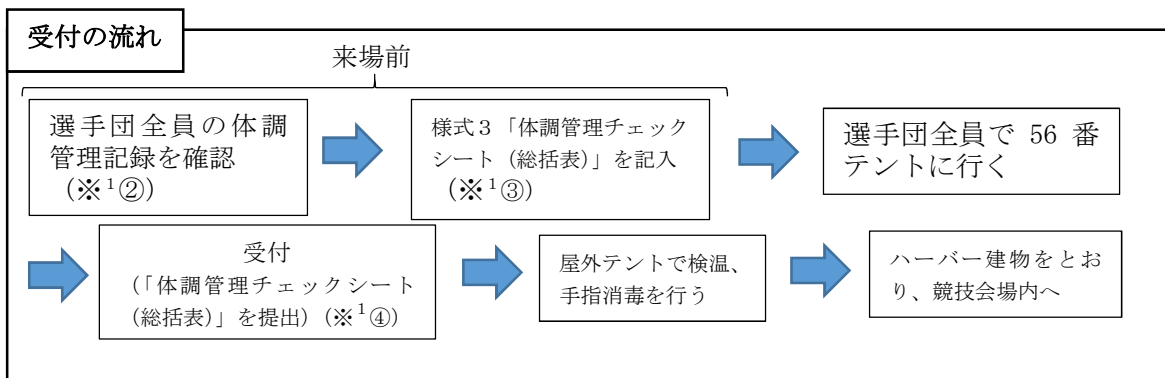 受付の流れ
来場前
選手団全員の体調
管理記録を確認
（※¹②）
様式３「体調管理チェック
シート（総括表）」を記入
（※¹③）
選手団全員で 56 番
テントに行く
受付
（「体調管理チェックシート
（総括表）」を提出）（※¹④）
屋外テントで検温、
手指消毒を行う
ハーバー建物をとお
り、競技会場内へ